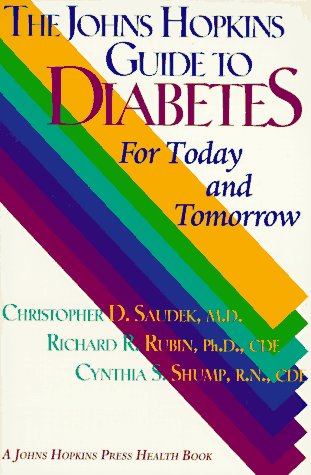 The Johns Hopkins
Guide to
Diabetes
For Today
and
Tomorrow
Christopher D. Saudek, M.D.
Richard R. Rubin, Ph.D., CDE
Cynthia S. Shump, R.N., CDE
A Johns Hopkins Press Health Book